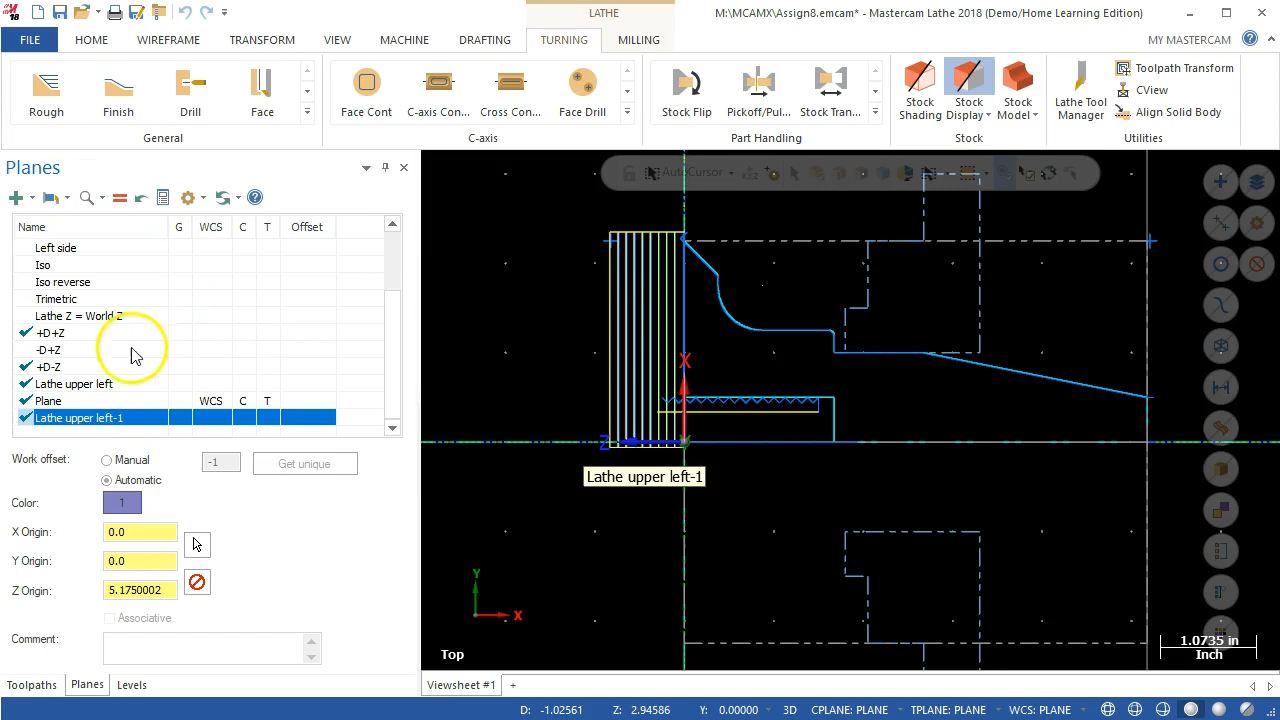 18
LATHE
M:\MCAMX\Assign8.emcam* - Mastercam Lathe 2018 (Demo/Home Learning Edition)
FILE
HOME
WIREFRAME
TRANSFORM
VIEW
MACHINE
DRAFTING
TURNING
MILLING
MY MASTERCAM
Rough
Finish
Drill
Face
Face Cont
C-axis Con...
Cross Con...
Face Drill
Stock Flip
Pickoff/Pul...
Stock Tran...
Stock
Shading
Stock
Display
Stock
Model
Lathe Tool
Manager
Toolpath Transform
CView
Align Solid Body
General
C-axis
Part Handling
Stock
Utilities
Planes
AutoCursor
Name G WCS C T Offset
Left side
Iso
Iso reverse
Trimetric
Lathe Z = World Z
+D+Z
-D+Z
+D-Z
Lathe upper left
Plane WCS C T
Lathe upper left-1
Work offset: Manual -1 Get unique
Automatic
Color: 1
X Origin: 0.0
Y Origin: 0.0
Z Origin: 5.1750002
Associative
Comment:
X
Z
Y
Lathe upper left-1
Y
X
Top
1.0735 in
Inch
Toolpaths Planes Levels
Viewsheet #1 +
D: -1.02561 Z: 2.94586 Y: 0.00000 3D CPLANE: PLANE TPLANE: PLANE WCS: PLANE